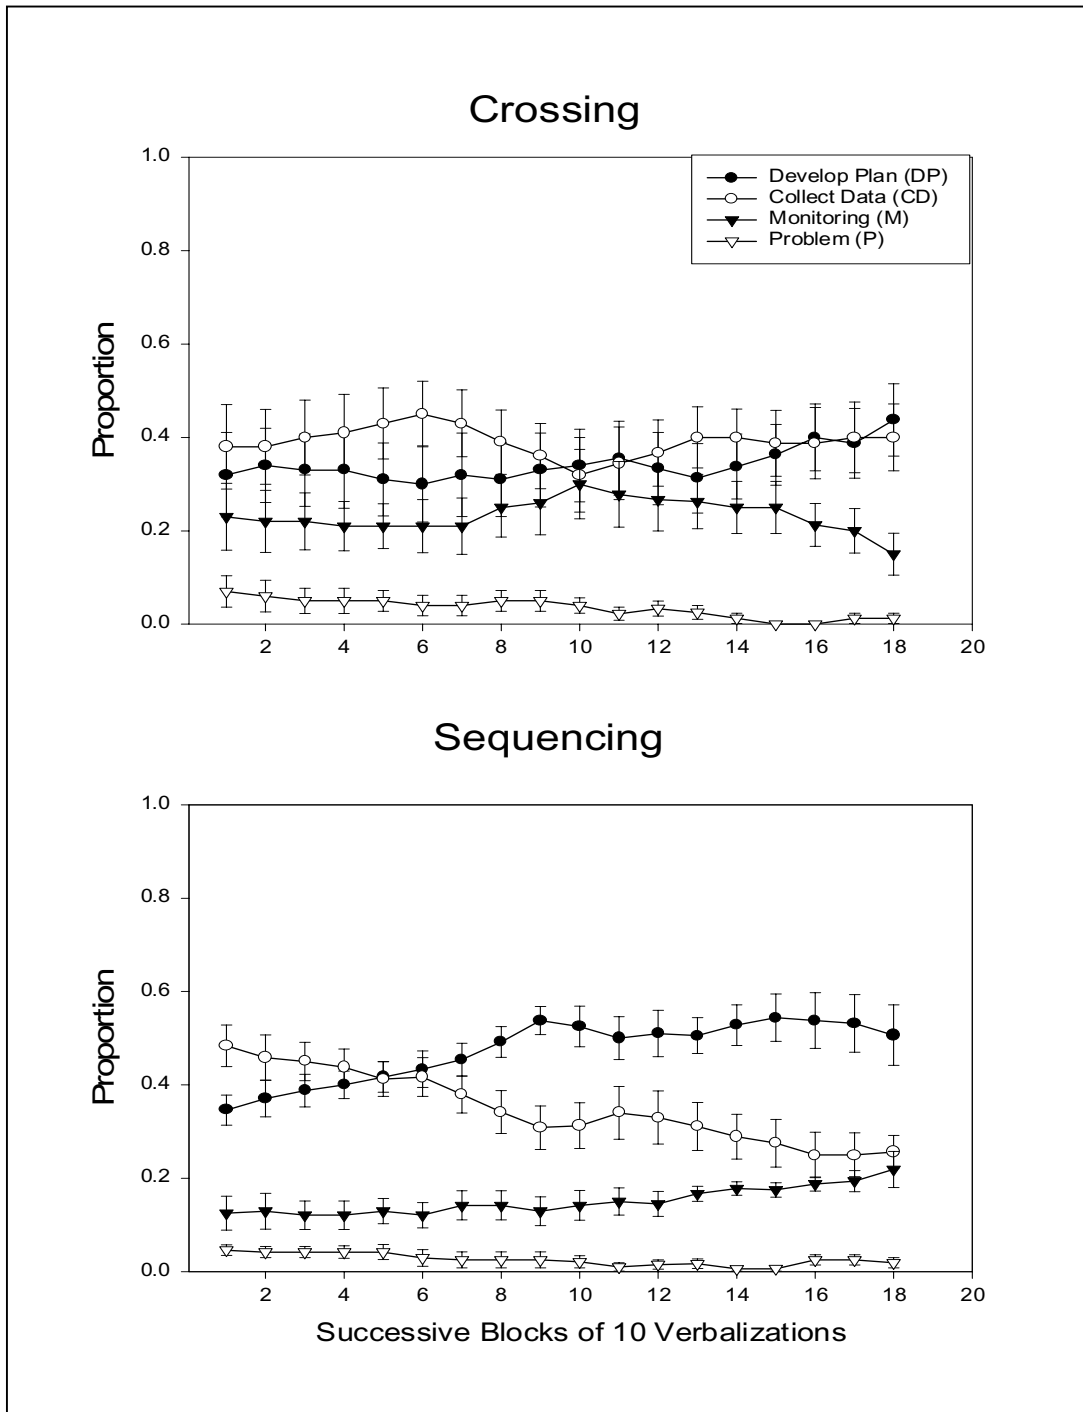 Crossing
1.0
0.8
0.6
0.4
0.2
0.0
Proportion
Develop Plan (DP)
Collect Data (CD)
Monitoring (M)
Problem (P)
2 4 6 8 10 12 14 16 18 20
Sequencing
1.0
0.8
0.6
0.4
0.2
0.0
Proportion
2 4 6 8 10 12 14 16 18 20
Successive Blocks of 10 Verbalizations